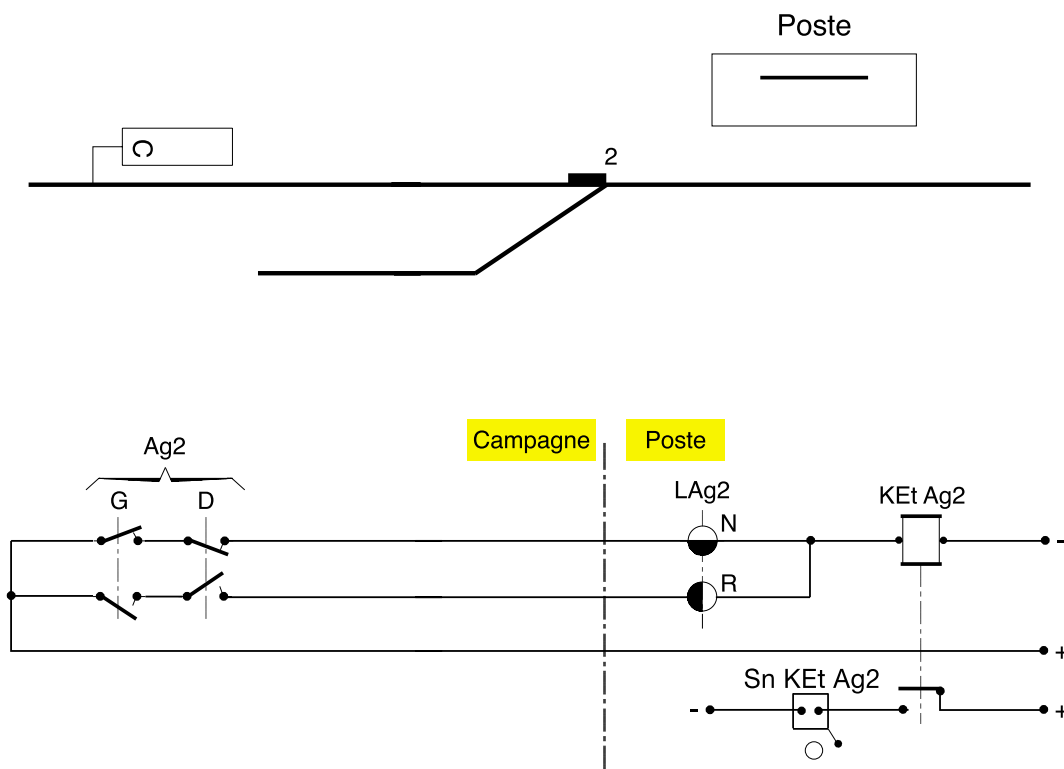 Poste
C
2
Campagne Poste
Ag2
G D
LAg2 KEt Ag2
N
-
R
+
Sn KEt Ag2
- +